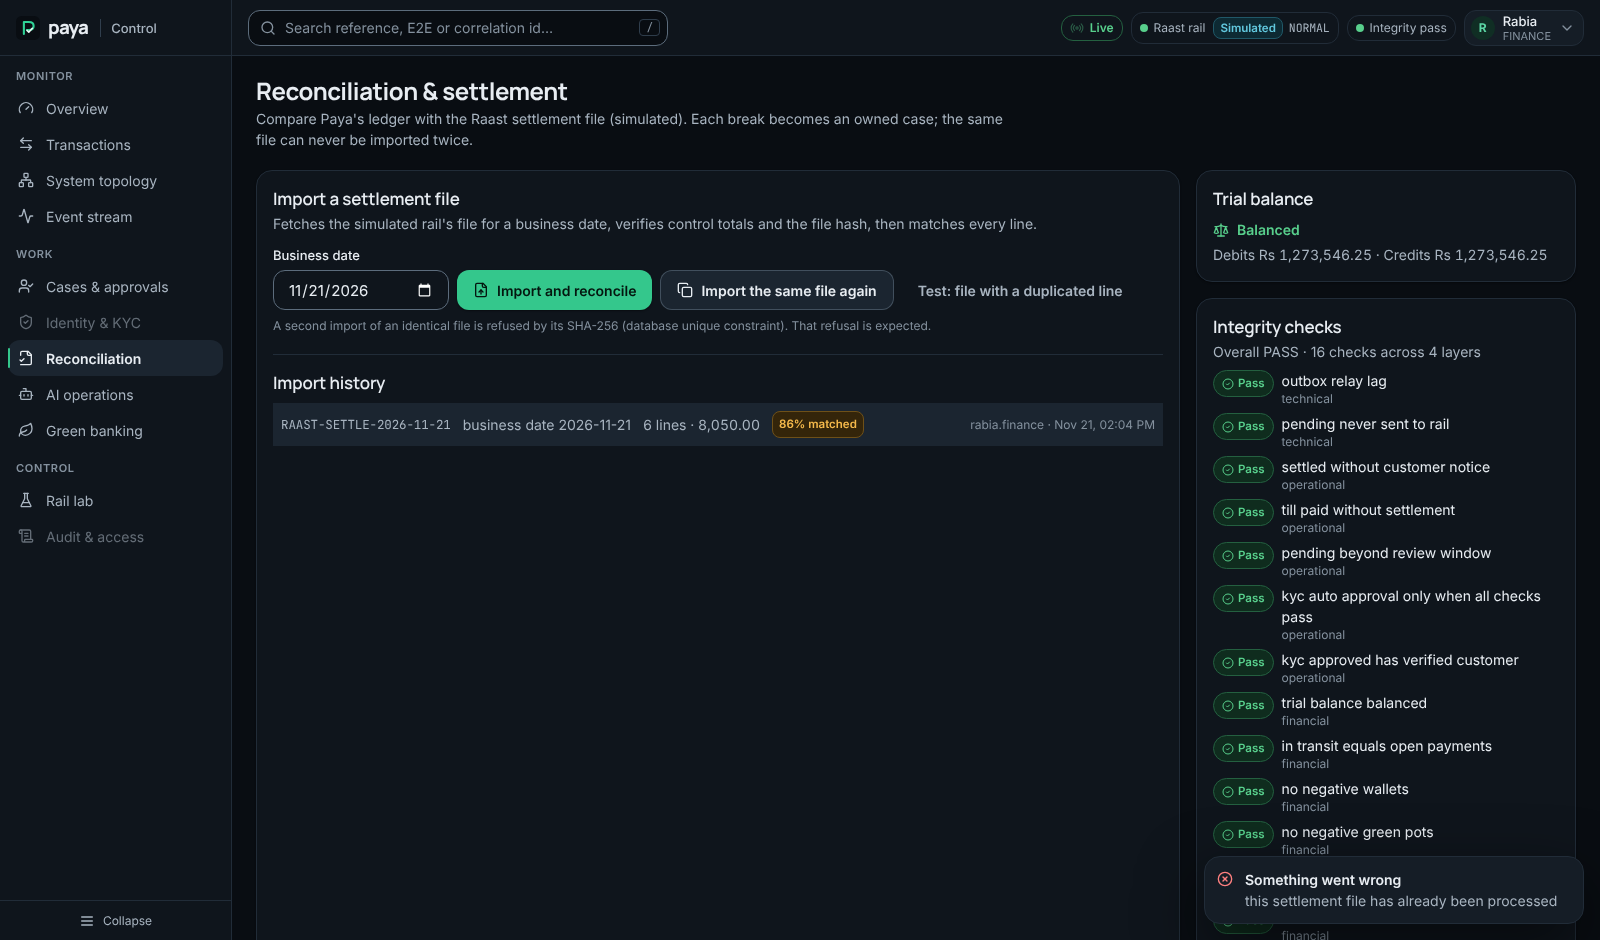 paya
Control
Search reference, E2E or correlation id...
/
Live
Raast rail Simulated NORMAL
Integrity pass
R
Rabia
FINANCE
MONITOR
Overview
Transactions
System topology
Event stream
WORK
Cases & approvals
Identity & KYC
Reconciliation
AI operations
Green banking
CONTROL
Rail lab
Audit & access
Collapse
Reconciliation & settlement
Compare Paya's ledger with the Raast settlement file (simulated). Each break becomes an owned case; the same
file can never be imported twice.
Import a settlement file
Fetches the simulated rail's file for a business date, verifies control totals and the file hash, then matches every line.
Business date
11/21/2026
Import and reconcile
Import the same file again
Test: file with a duplicated line
A second import of an identical file is refused by its SHA-256 (database unique constraint). That refusal is expected.
Import history
RAAST-SETTLE-2026-11-21 business date 2026-11-21 6 lines · 8,050.00 86% matched rabia.finance · Nov 21, 02:04 PM
Trial balance
Balanced
Debits Rs 1,273,546.25 · Credits Rs 1,273,546.25
Integrity checks
Overall PASS · 16 checks across 4 layers
Pass outbox relay lag
technical
Pass pending never sent to rail
technical
Pass settled without customer notice
operational
Pass till paid without settlement
operational
Pass pending beyond review window
operational
Pass kyc auto approval only when all checks
pass
operational
Pass kyc approved has verified customer
operational
Pass trial balance balanced
financial
Pass in transit equals open payments
financial
Pass no negative wallets
financial
Pass no negative green pots
financial
Something went wrong
this settlement file has already been processed
financial